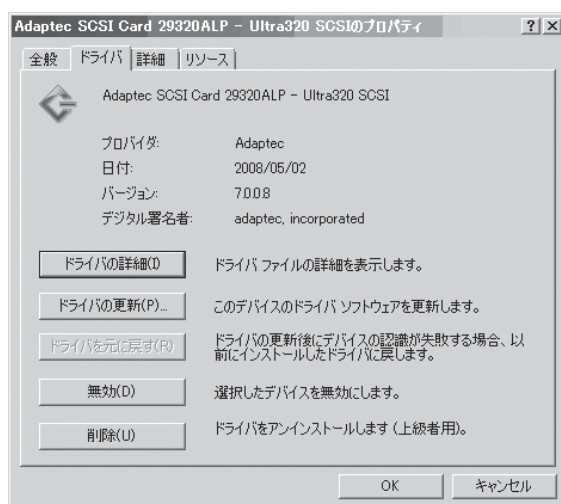 Adaptec SCSI Card 29320ALP - Ultra320 SCSIのプロパティ
全般 ドライバ 詳細 リソース
Adaptec SCSI Card 29320ALP - Ultra320 SCSI
プロバイダ: Adaptec
日付: 2008/05/02
バージョン: 7.0.0.8
デジタル署名者: adaptec, incorporated
ドライバの詳細(I) ドライバ ファイルの詳細を表示します。
ドライバの更新(P)... このデバイスのドライバ ソフトウェアを更新します。
ドライバを元に戻す(R) ドライバの更新後にデバイスの認識が失敗する場合、以
前にインストールしたドライバに戻します。
無効(D) 選択したデバイスを無効にします。
削除(U) ドライバをアンインストールします (上級者用)。
OK キャンセル